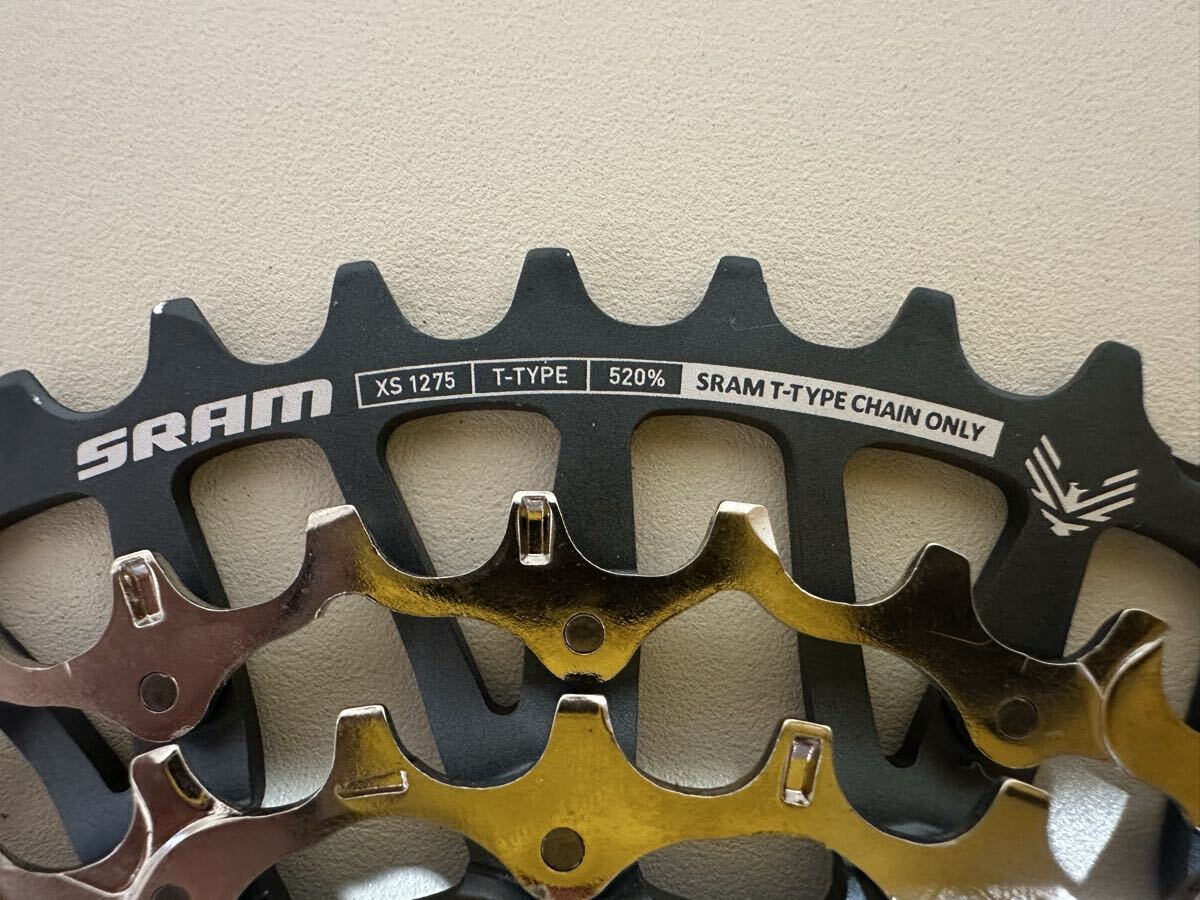 SRAM
XS 1275 T-TYPE 520% SRAM T-TYPE CHAIN ONLY